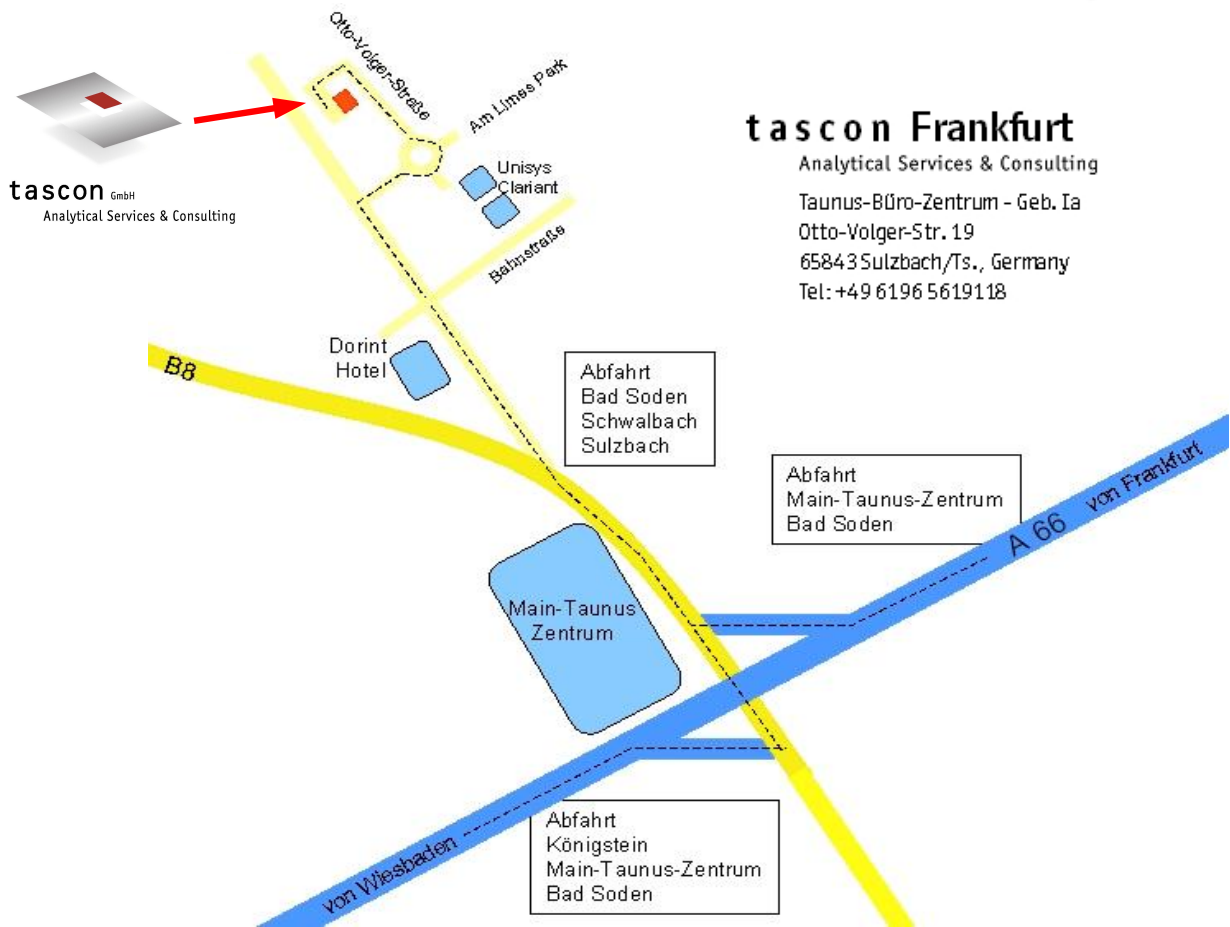 Otto-Volger-Straße
Am Limes Park
tascon GmbH
Analytical Services & Consulting
tascon Frankfurt
Analytical Services & Consulting
Taunus-Büro-Zentrum - Geb. Ia
Otto-Volger-Str. 19
65843 Sulzbach/Ts., Germany
Tel: +49 6196 5619118
Unisys
Clariant
Bahnstraße
Dorint
Hotel
B8
Abfahrt
Bad Soden
Schwalbach
Sulzbach
Abfahrt
Main-Taunus-Zentrum
Bad Soden
A 66 von Frankfurt
Main-Taunus
Zentrum
von Wiesbaden
Abfahrt
Königstein
Main-Taunus-Zentrum
Bad Soden